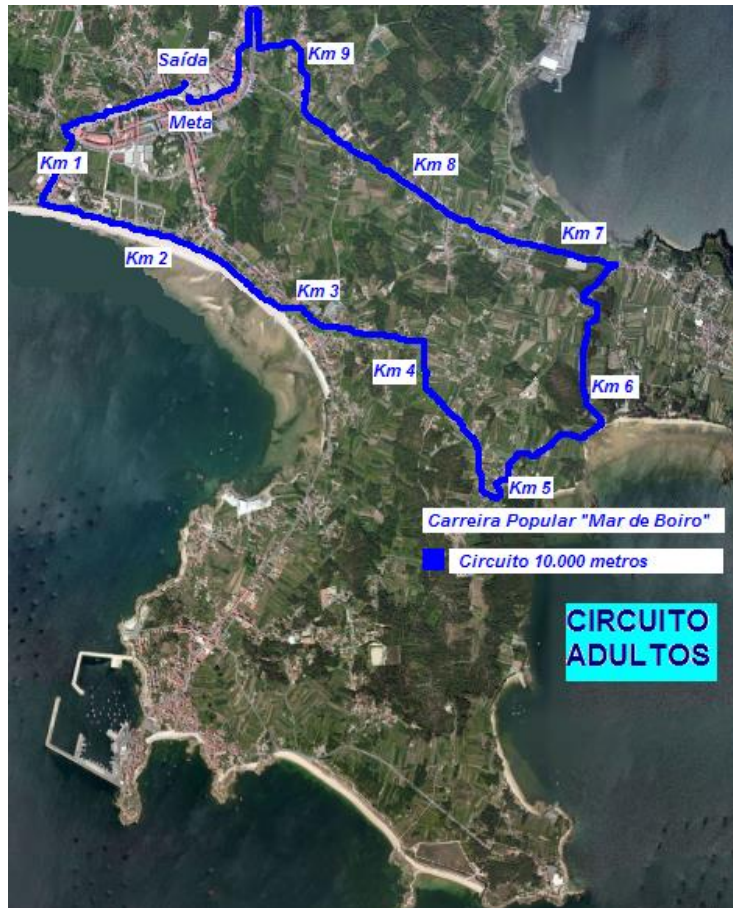 Saída
Km 9
Meta
Km 1
Km 8
Km 7
Km 2
Km 3
Km 4
Km 6
Km 5
Carreira Popular "Mar de Boiro"
Circuito 10.000 metros
CIRCUITO
ADULTOS